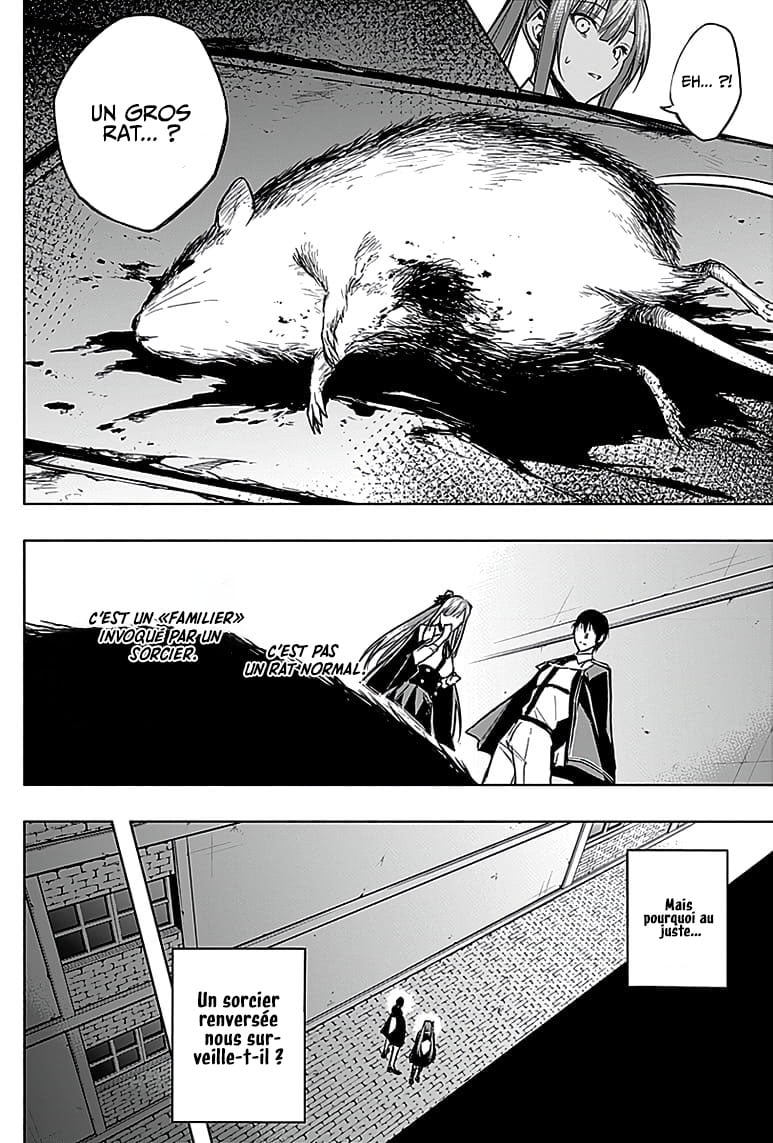 EH... ?!
UN GROS
RAT... ?
C'EST PAS
UN RAT NORMAL!
C'EST UN «FAMILIER»
INVOQUÉ PAR UN
SORCIER.
Mais
pourquoi au
juste...
Un sorcier
renversée
nous sur-
veille-t-il ?